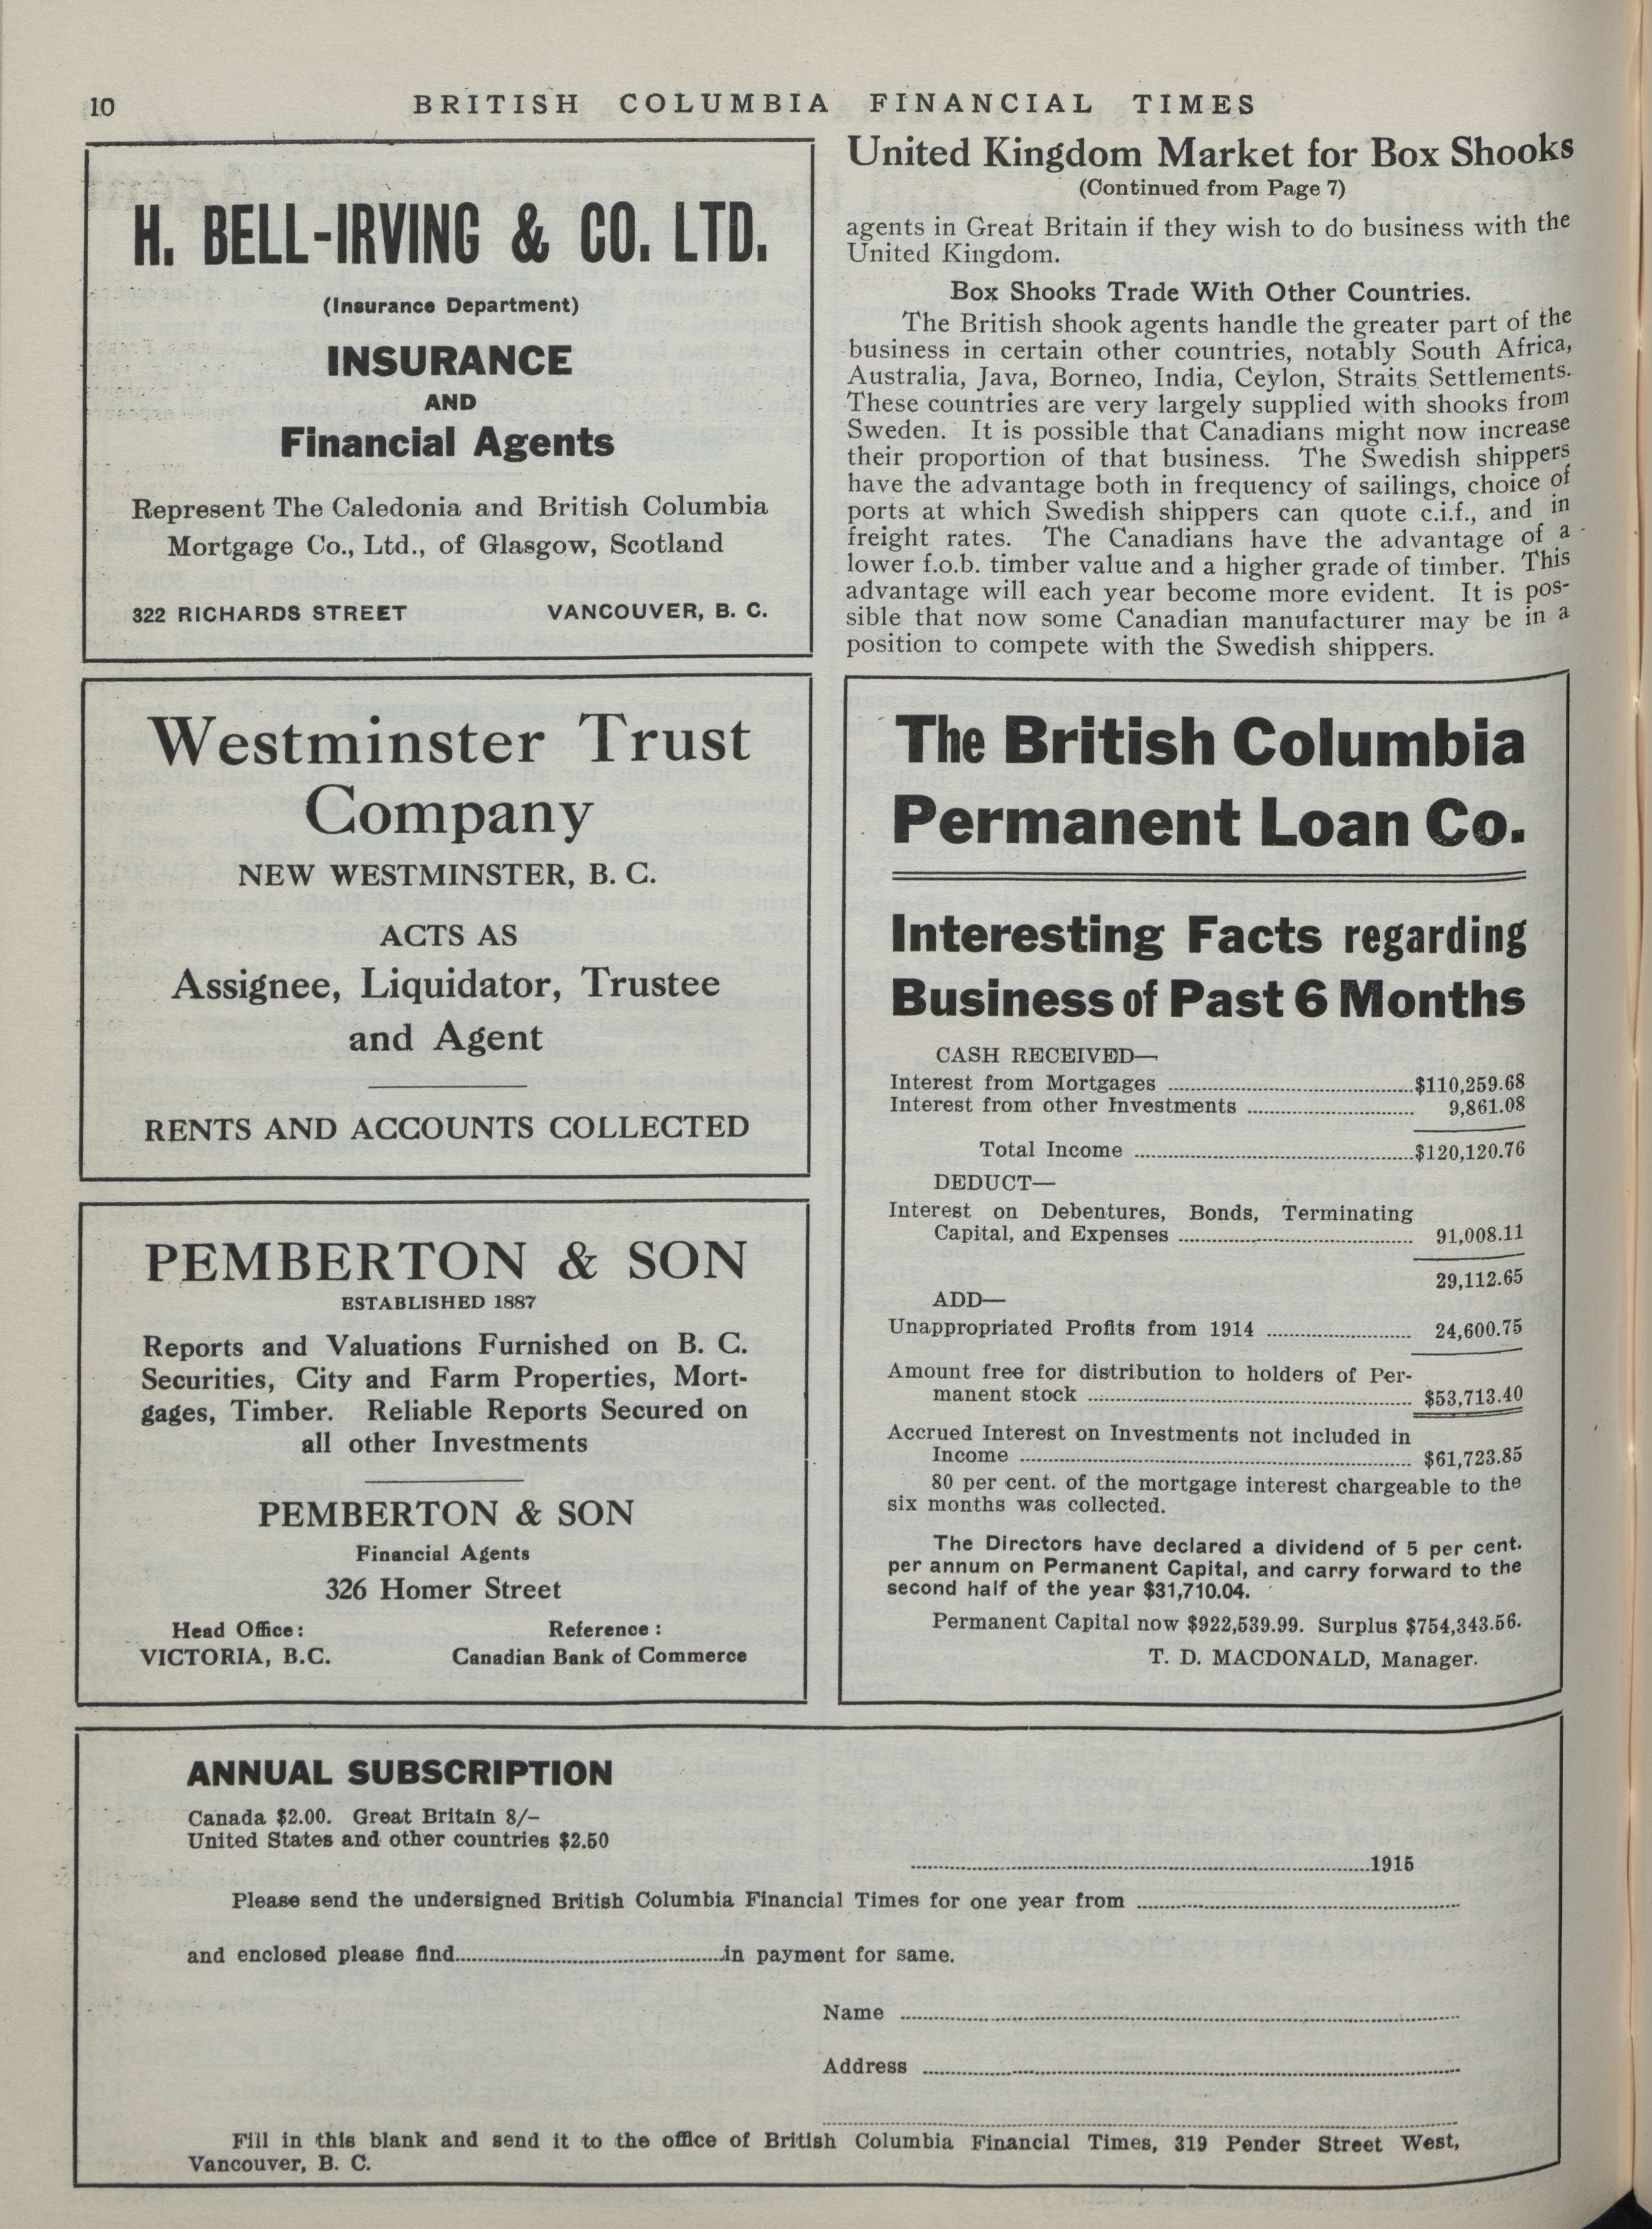 10
BRITISH COLUMBIA FINANCIAL TIMES
H. BELL-IRVING & CO. LTD.
(Insurance Department)
INSURANCE
AND
Financial Agents
Represent The Caledonia and British Columbia
Mortgage Co., Ltd., of Glasgow, Scotland
322 RICHARDS STREET VANCOUVER, B. C.
Westminster Trust
Company
NEW WESTMINSTER, B. C.
ACTS AS
Assignee, Liquidator, Trustee
and Agent
RENTS AND ACCOUNTS COLLECTED
PEMBERTON & SON
ESTABLISHED 1887
Reports and Valuations Furnished on B. C.
Securities, City and Farm Properties, Mort-
gages, Timber. Reliable Reports Secured on
all other Investments
PEMBERTON & SON
Financial Agents
326 Homer Street
Head Office: Reference:
VICTORIA, B.C. Canadian Bank of Commerce
United Kingdom Market for Box Shooks
(Continued from Page 7)
agents in Great Britain if they wish to do business with the
United Kingdom.
Box Shooks Trade With Other Countries.
The British shook agents handle the greater part of the
business in certain other countries, notably South Africa,
Australia, Java, Borneo, India, Ceylon, Straits Settlements.
These countries are very largely supplied with shooks from
Sweden. It is possible that Canadians might now increase
their proportion of that business. The Swedish shippers
have the advantage both in frequency of sailings, choice of
ports at which Swedish shippers can quote c.i.f., and in
freight rates. The Canadians have the advantage of a
lower f.o.b. timber value and a higher grade of timber. This
advantage will each year become more evident. It is pos-
sible that now some Canadian manufacturer may be in a
position to compete with the Swedish shippers.
The British Columbia
Permanent Loan Co.
Interesting Facts regarding
Business of Past 6 Months
CASH RECEIVED—
Interest from Mortgages $110,259.68
Interest from other Investments 9,861.08
Total Income $120,120.76
DEDUCT—
Interest on Debentures, Bonds, Terminating
Capital, and Expenses 91,008.11
29,112.65
ADD—
Unappropriated Profits from 1914 24,600.75
Amount free for distribution to holders of Per-
manent stock $53,713.40
Accrued Interest on Investments not included in
Income $61,723.85
80 per cent. of the mortgage interest chargeable to the
six months was collected.
The Directors have declared a dividend of 5 per cent.
per annum on Permanent Capital, and carry forward to the
second half of the year $31,710.04.
Permanent Capital now $922,539.99. Surplus $754,343.56.
T. D. MACDONALD, Manager.
ANNUAL SUBSCRIPTION
Canada $2.00. Great Britain 8/-
United States and other countries $2.50
1915
Please send the undersigned British Columbia Financial Times for one year from
and enclosed please find in payment for same.
Name
Address
Fill in this blank and send it to the office of British Columbia Financial Times, 319 Pender Street West,
Vancouver, B. C.